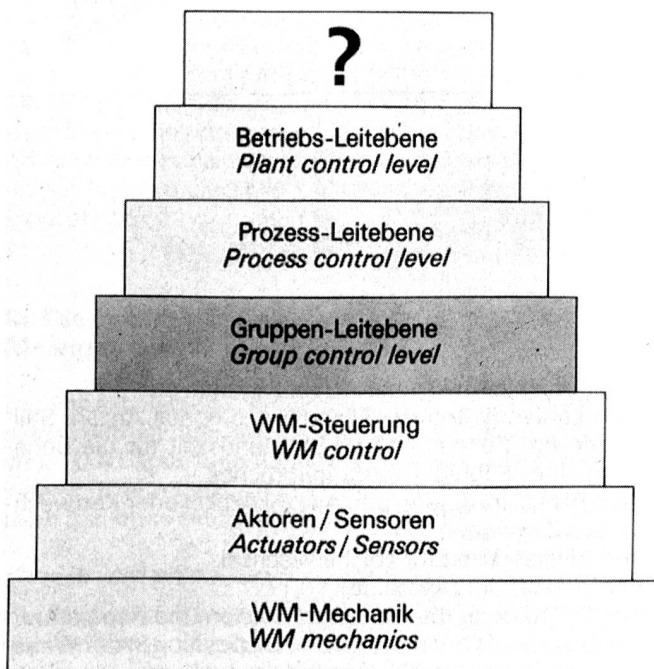 ?
Betriebs-Leitebene
Plant control level
Prozess-Leitebene
Process control level
Gruppen-Leitebene
Group control level
WM-Steuerung
WM control
Aktoren / Sensoren
Actuators / Sensors
WM-Mechanik
WM mechanics